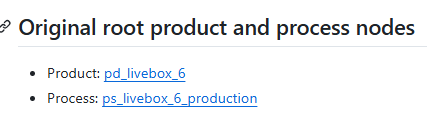 Original root product and process nodes
Product: pd_livebox_6
Process: ps_livebox_6_production